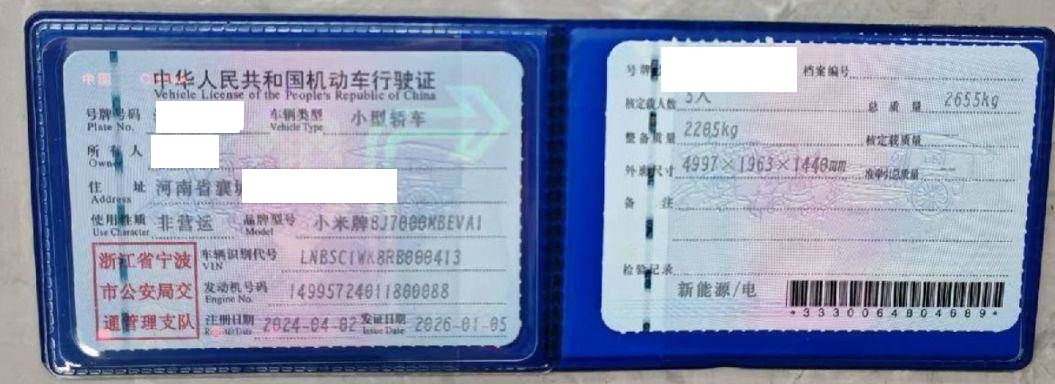 中华人民共和国机动车行驶证
Vehicle License of the People's Republic of China
号牌号码 车辆类型 小型轿车
Plate No. Vehicle Type
所有人
Owner
住址 河南省襄城
Address
使用性质 非营运 品牌型号 小米牌BJ7000MBEVA1
Use Character Model
浙江省宁波
市公安局交
通管理支队
车辆识别代号 LNBSC1WK8RB000413
VIN
发动机号码 14995724011800088
Engine No.
注册日期 2024-04-02 发证日期 2026-01-05
Register Date Issue Date
号牌 档案编号
核定载人数 5人 总质量 2655kg
整备质量 2285kg 核定载质量 --
外廓尺寸 4997×1963×1440mm 准牵引总质量 --
备注
检验记录
新能源/电
*3330064804689*